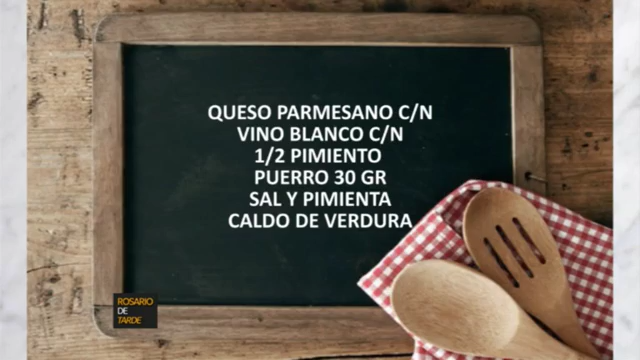 QUESO PARMESANO C/N
VINO BLANCO C/N
1/2 PIMIENTO
PUERRO 30 GR
SAL Y PIMIENTA
CALDO DE VERDURA
ROSARIO
DE
TARDE